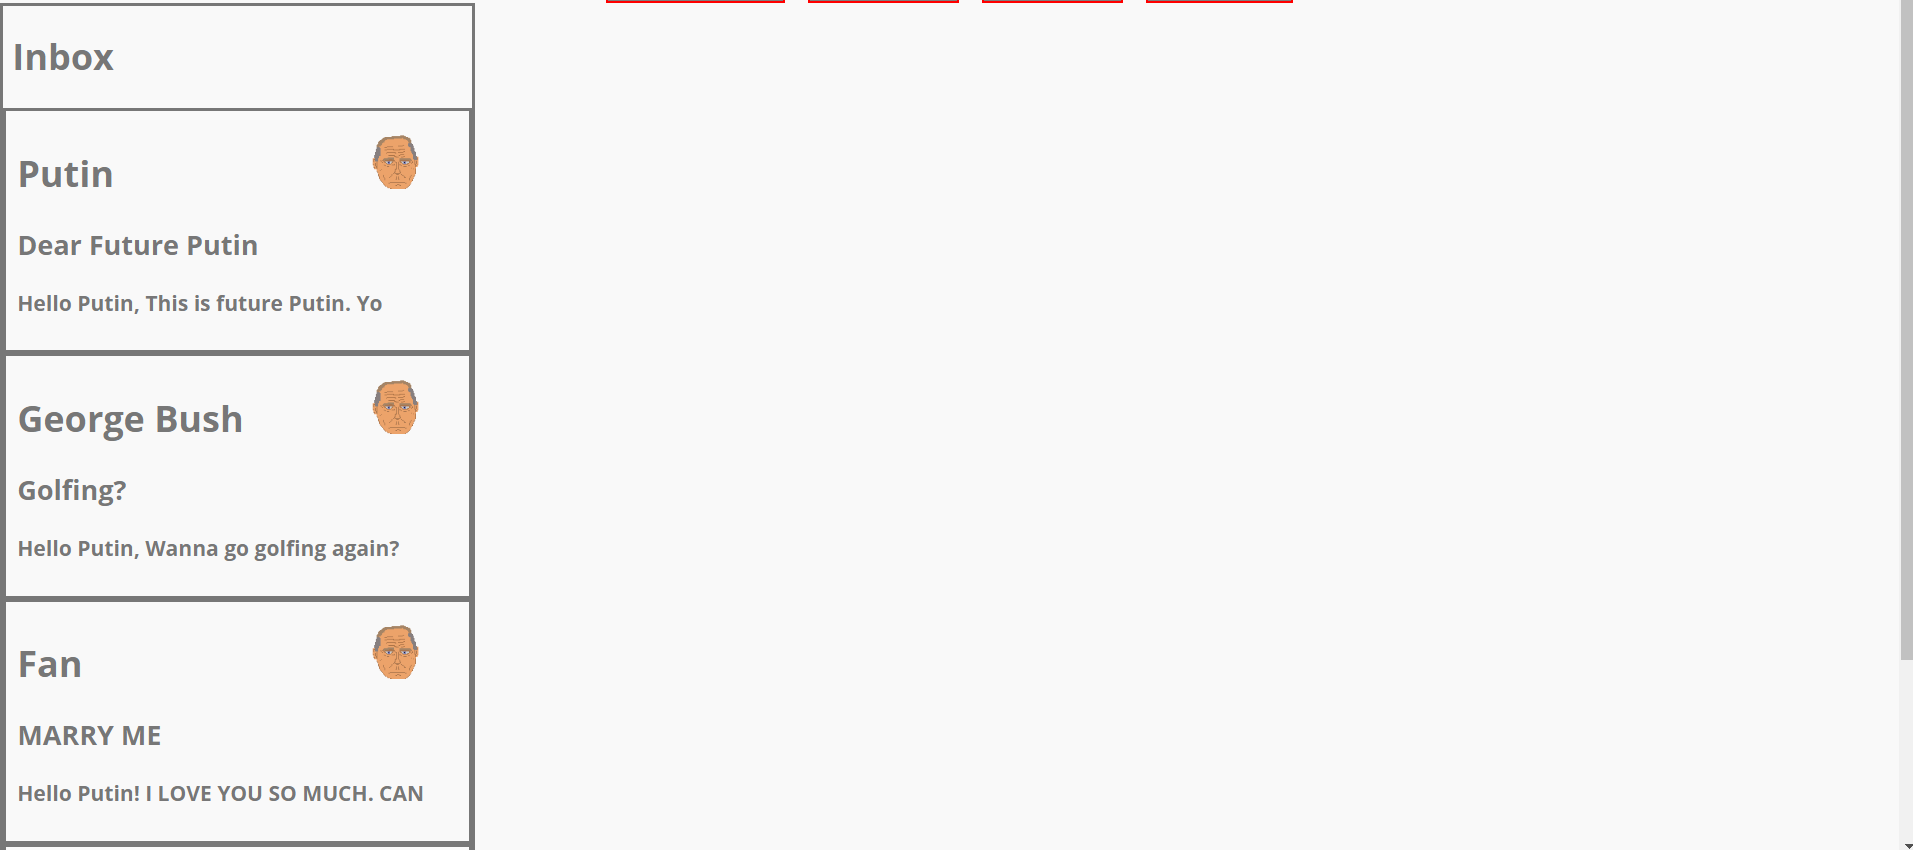 Inbox
Putin
Dear Future Putin
Hello Putin, This is future Putin. Yo
George Bush
Golfing?
Hello Putin, Wanna go golfing again?
Fan
MARRY ME
Hello Putin! I LOVE YOU SO MUCH. CAN